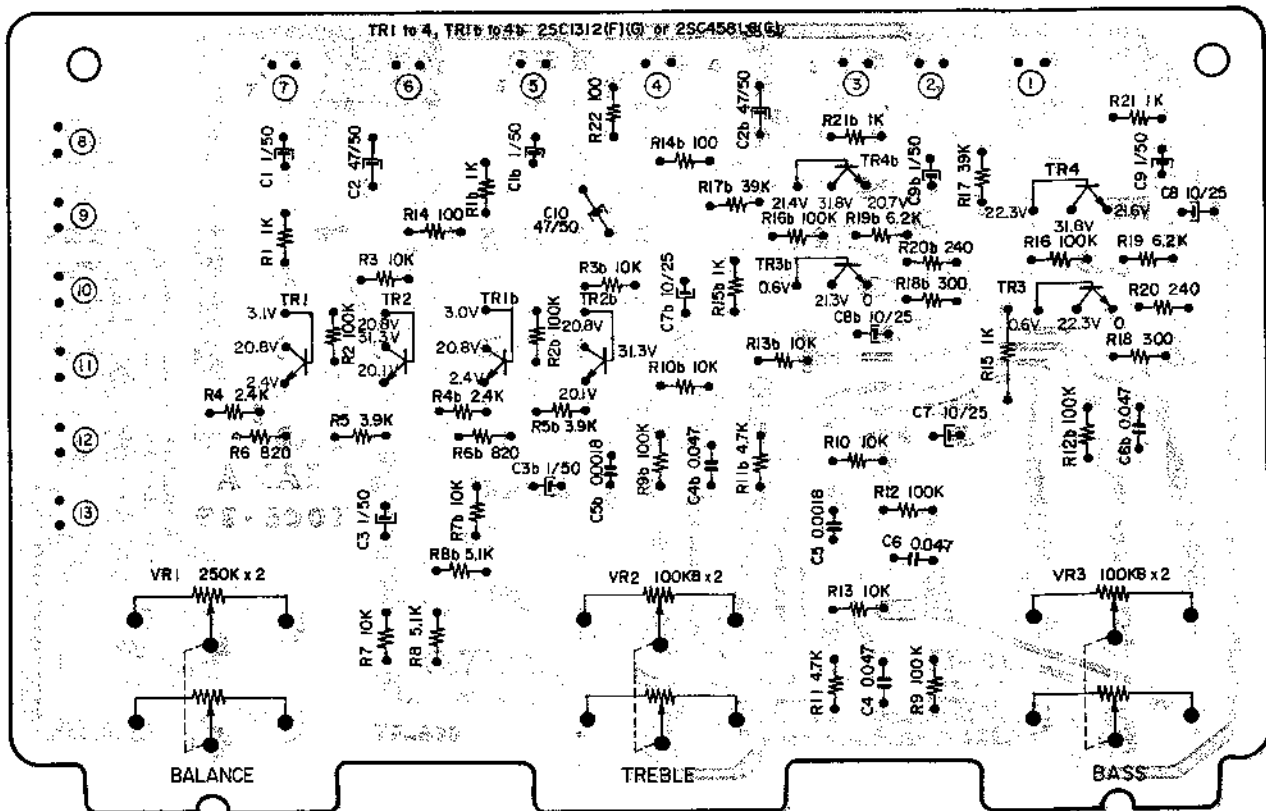 TR1 to 4, TR1b to 4b 2SC1312(F)(G) or 2SC458LG(G)
7
6
5
4
3
2
1
8
C1 1/50
C2 47/50
C1b 1/50
R22 100
C2b 47/50
R21b 1K
R21 1K
R1b 1K
R14b 100
TR4b
C9b 1/50
R17 39K
TR4
C9 1/50
R17b 39K
21.4V
31.8V
20.7V
22.3V
31.8V
21.6V
C8 10/25
9
R1 1K
R14 100
C10
47/50
R16b 100K
R19b 6.2K
R16 100K
R19 6.2K
R3 10K
R3b 10K
C7b 10/25
R15b 1K
TR3b
R20b 240
10
TR1
3.1V
R2 100K
TR2
20.8V
31.3V
TR1b
3.0V
R2b 100K
TR2b
20.8V
0.6V
21.3V
0
R18b 300
TR3
0.6V
22.3V
0
R20 240
C8b 10/25
R15 1K
11
20.8V
2.4V
20.1V
20.8V
2.4V
31.3V
20.1V
R13b 10K
R18 300
R10b 10K
R4 2.4K
R4b 2.4K
R5b 3.9K
12
R5 3.9K
R6 820
R6b 820
C7 10/25
R12b 100K
C6b 0.047
C3b 1/50
C5b 0.0018
R9b 100K
C4b 0.047
R11b 4.7K
R10 10K
13
C3 1/50
R7b 10K
R12 100K
C5 0.0018
C6 0.047
R8b 5.1K
VR1 250K x 2
VR2 100KB x 2
VR3 100KB x 2
R13 10K
R7 10K
R8 5.1K
R11 4.7K
C4 0.047
R9 100K
BALANCE
TREBLE
BASS